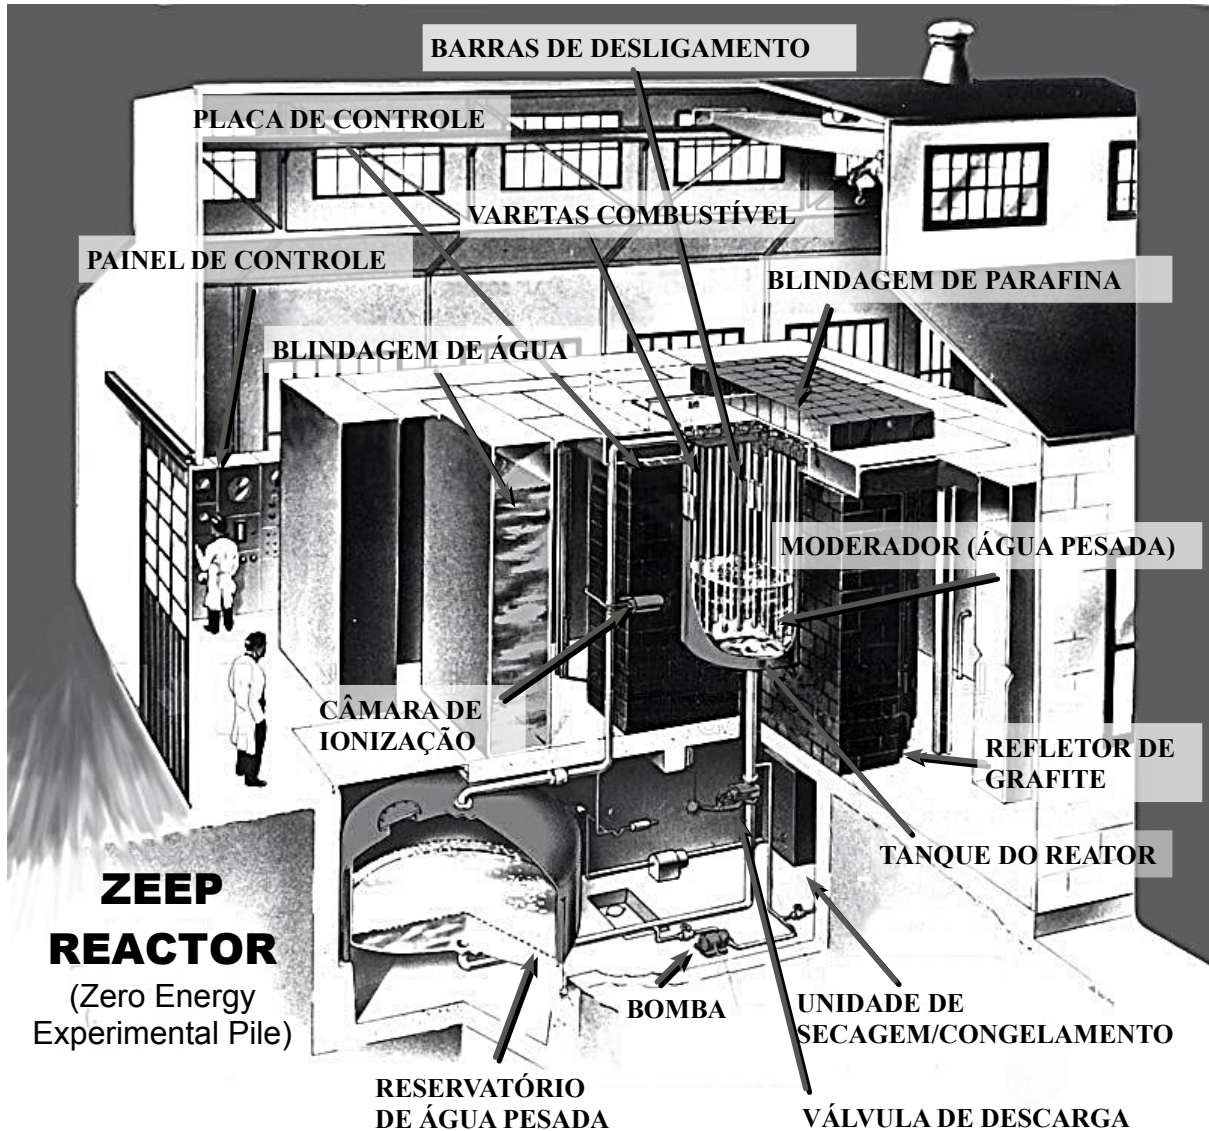 BARRAS DE DESLIGAMENTO
PLACA DE CONTROLE
VARETAS COMBUSTÍVEL
PAINEL DE CONTROLE
BLINDAGEM DE PARAFINA
BLINDAGEM DE ÁGUA
MODERADOR (ÁGUA PESADA)
CÂMARA DE
IONIZAÇÃO
REFLETOR DE
GRAFITE
TANQUE DO REATOR
ZEEP
REACTOR
(Zero Energy
Experimental Pile)
BOMBA
UNIDADE DE
SECAGEM/CONGELAMENTO
RESERVATÓRIO
DE ÁGUA PESADA
VÁLVULA DE DESCARGA